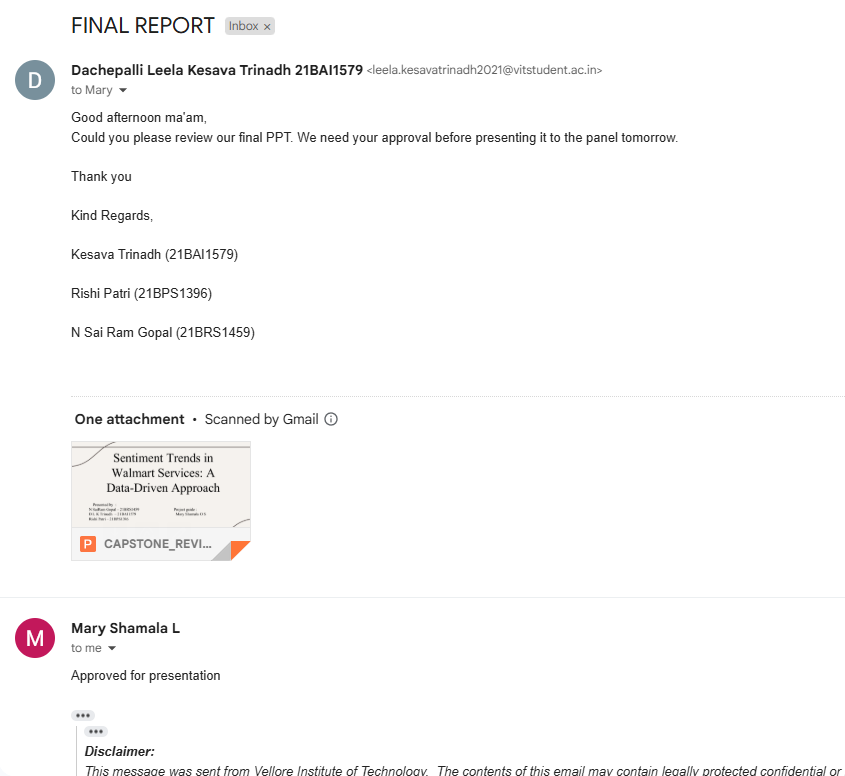 FINAL REPORT Inbox ×
D
Dachepalli Leela Kesava Trinadh 21BAI1579 <leela.kesavatrinadh2021@vitstudent.ac.in>
to Mary
Good afternoon ma'am,
Could you please review our final PPT. We need your approval before presenting it to the panel tomorrow.
Thank you
Kind Regards,
Kesava Trinadh (21BAI1579)
Rishi Patri (21BPS1396)
N Sai Ram Gopal (21BRS1459)
One attachment • Scanned by Gmail
Sentiment Trends in
Walmart Services: A
Data-Driven Approach
Presented by :
Project guide :
P CAPSTONE_REVI...
M
Mary Shamala L
to me
Approved for presentation
Disclaimer:
This message was sent from Vellore Institute of Technology. The contents of this email may contain legally protected confidential or